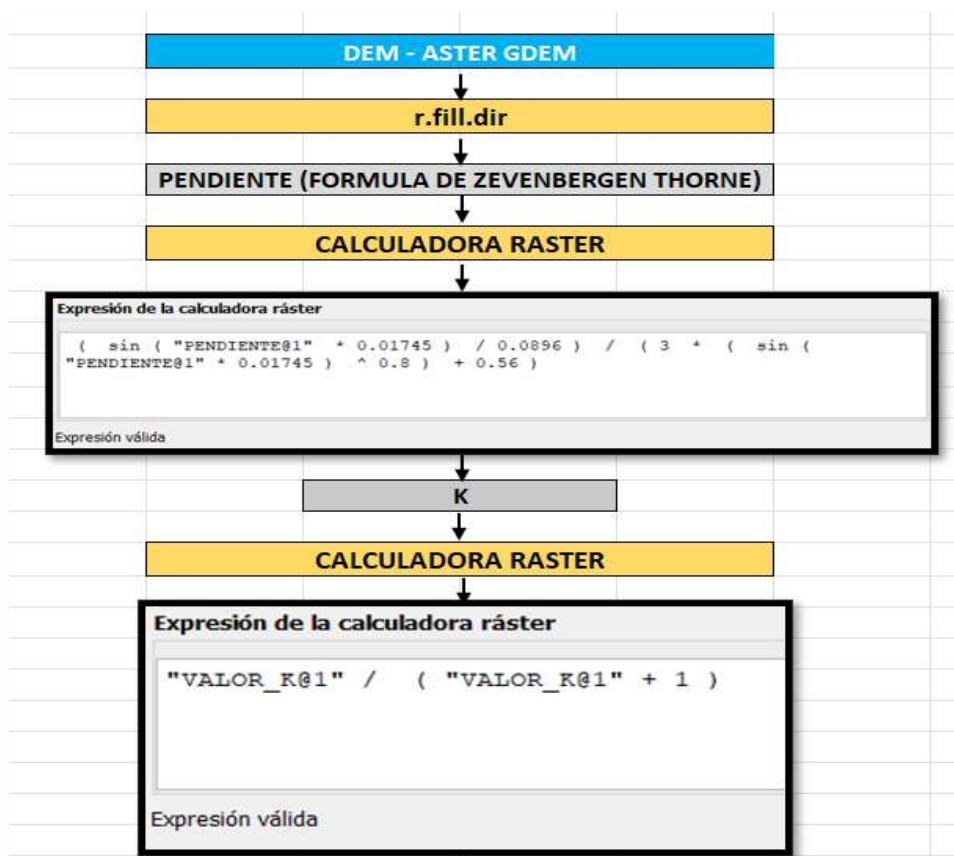 DEM - ASTER GDEM
r.fill.dir
PENDIENTE (FORMULA DE ZEVENBERGEN THORNE)
CALCULADORA RASTER
Expresión de la calculadora ráster
( sin ( "PENDIENTE@1" * 0.01745 ) / 0.0896 ) / ( 3 * ( sin (
"PENDIENTE@1" * 0.01745 ) ^ 0.8 ) + 0.56 )
Expresión válida
K
CALCULADORA RASTER
Expresión de la calculadora ráster
"VALOR_K@1" / ( "VALOR_K@1" + 1 )
Expresión válida